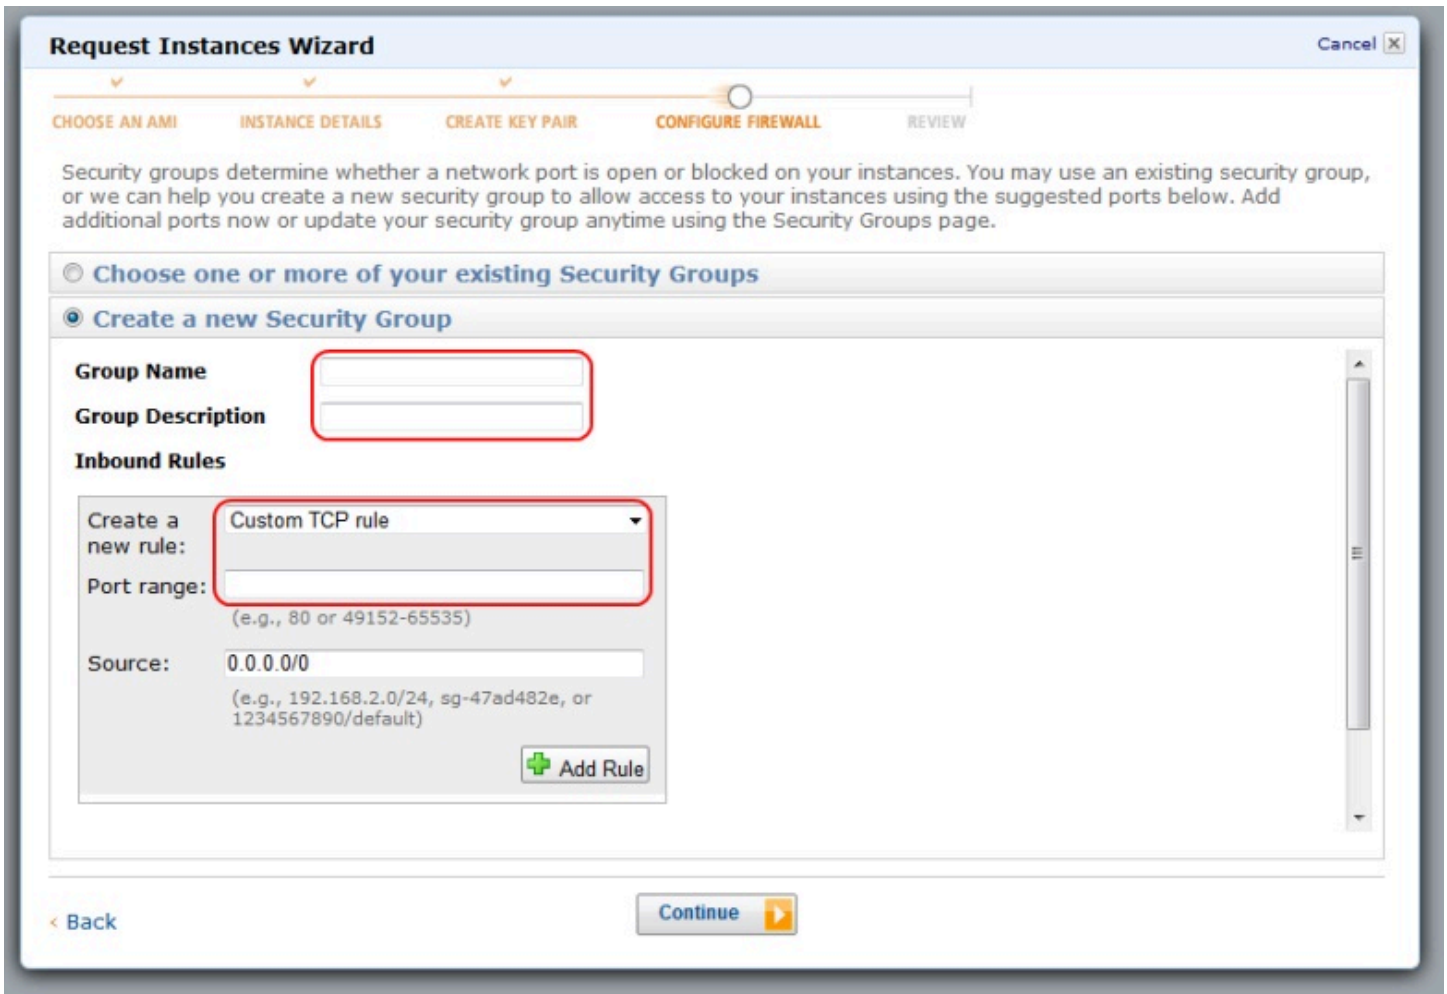 Request Instances Wizard
Cancel
CHOOSE AN AMI INSTANCE DETAILS CREATE KEY PAIR CONFIGURE FIREWALL REVIEW
Security groups determine whether a network port is open or blocked on your instances. You may use an existing security group,
or we can help you create a new security group to allow access to your instances using the suggested ports below. Add
additional ports now or update your security group anytime using the Security Groups page.
Choose one or more of your existing Security Groups
Create a new Security Group
Group Name
Group Description
Inbound Rules
Create a
new rule:
Custom TCP rule
Port range:
(e.g., 80 or 49152-65535)
Source:
0.0.0.0/0
(e.g., 192.168.2.0/24, sg-47ad482e, or
1234567890/default)
Add Rule
< Back
Continue